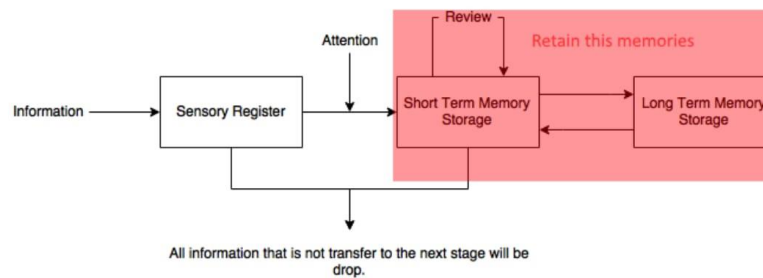 Review
Retain this memories
Attention
Information
Sensory Register
Short Term Memory
Storage
Long Term Memory
Storage
All information that is not transfer to the next stage will be
drop.